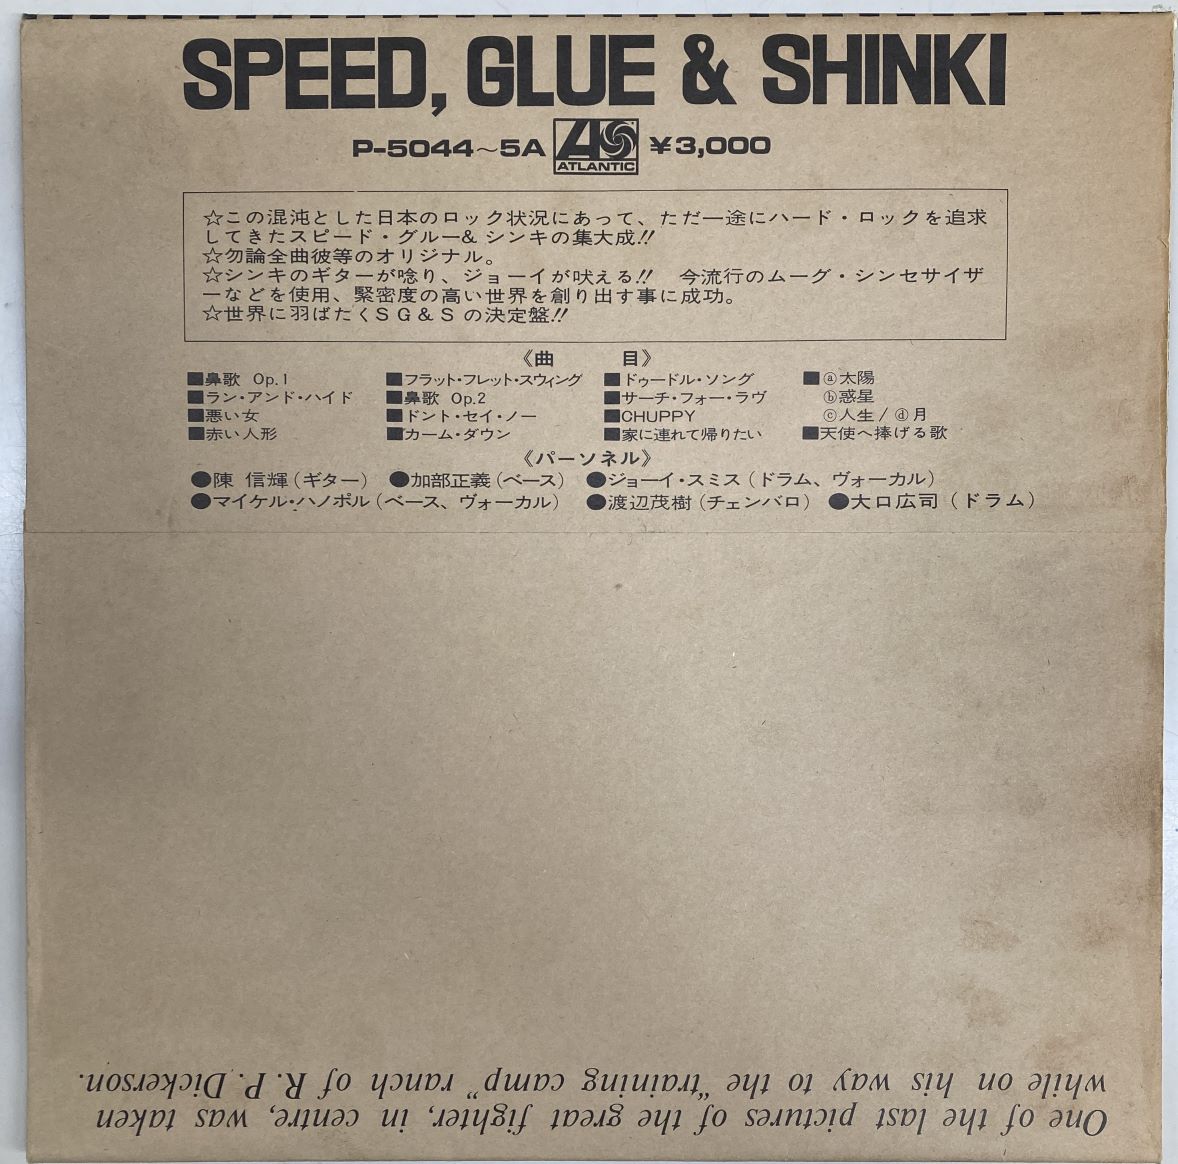 SPEED, GLUE & SHINKI
P-5044～5A ATLANTIC ¥3,000
☆この混沌とした日本のロック状況にあって、ただ一途にハード・ロックを追求
してきたスピード・グルー& シンキの集大成!!
☆勿論全曲彼等のオリジナル。
☆シンキのギターが唸り、ジョーイが吠える!! 今流行のムーグ・シンセサイザ
ーなどを使用、緊密度の高い世界を創り出す事に成功。
☆世界に羽ばたくSG&S の決定盤!!
《曲 目》
■鼻歌 Op.1 ■フラット・フレット・スウィング ■ドゥードル・ソング ■ⓐ太陽
■ラン・アンド・ハイド ■鼻歌 Op.2 ■サーチ・フォー・ラヴ ⓑ惑星
■悪い女 ■ドント・セイ・ノー ■CHUPPY ⓒ人生/ⓓ月
■赤い人形 ■カーム・ダウン ■家に連れて帰りたい ■天使へ捧げる歌
《パーソネル》
●陳 信輝(ギター) ●加部正義(ベース) ●ジョーイ・スミス(ドラム、ヴォーカル)
●マイケル・ハノポル(ベース、ヴォーカル) ●渡辺茂樹(チェンバロ) ●大口広司(ドラム)
One of the last pictures of the great fighter, in centre, was taken
while on his way to the "training camp" ranch of R. P. Dickerson.